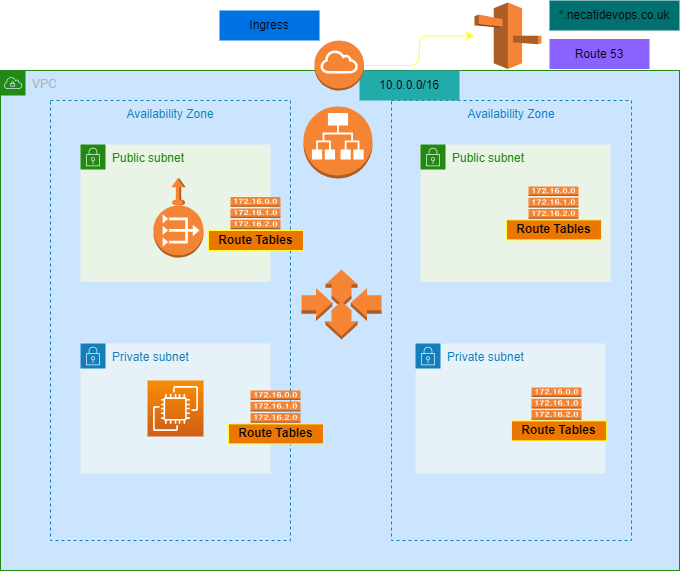 Ingress
*.necatidevops.co.uk
Route 53
VPC
10.0.0.0/16
Availability Zone
Availability Zone
Public subnet
172.16.0.0
172.16.1.0
172.16.2.0
Route Tables
Public subnet
172.16.0.0
172.16.1.0
172.16.2.0
Route Tables
Private subnet
172.16.0.0
172.16.1.0
172.16.2.0
Route Tables
Private subnet
172.16.0.0
172.16.1.0
172.16.2.0
Route Tables